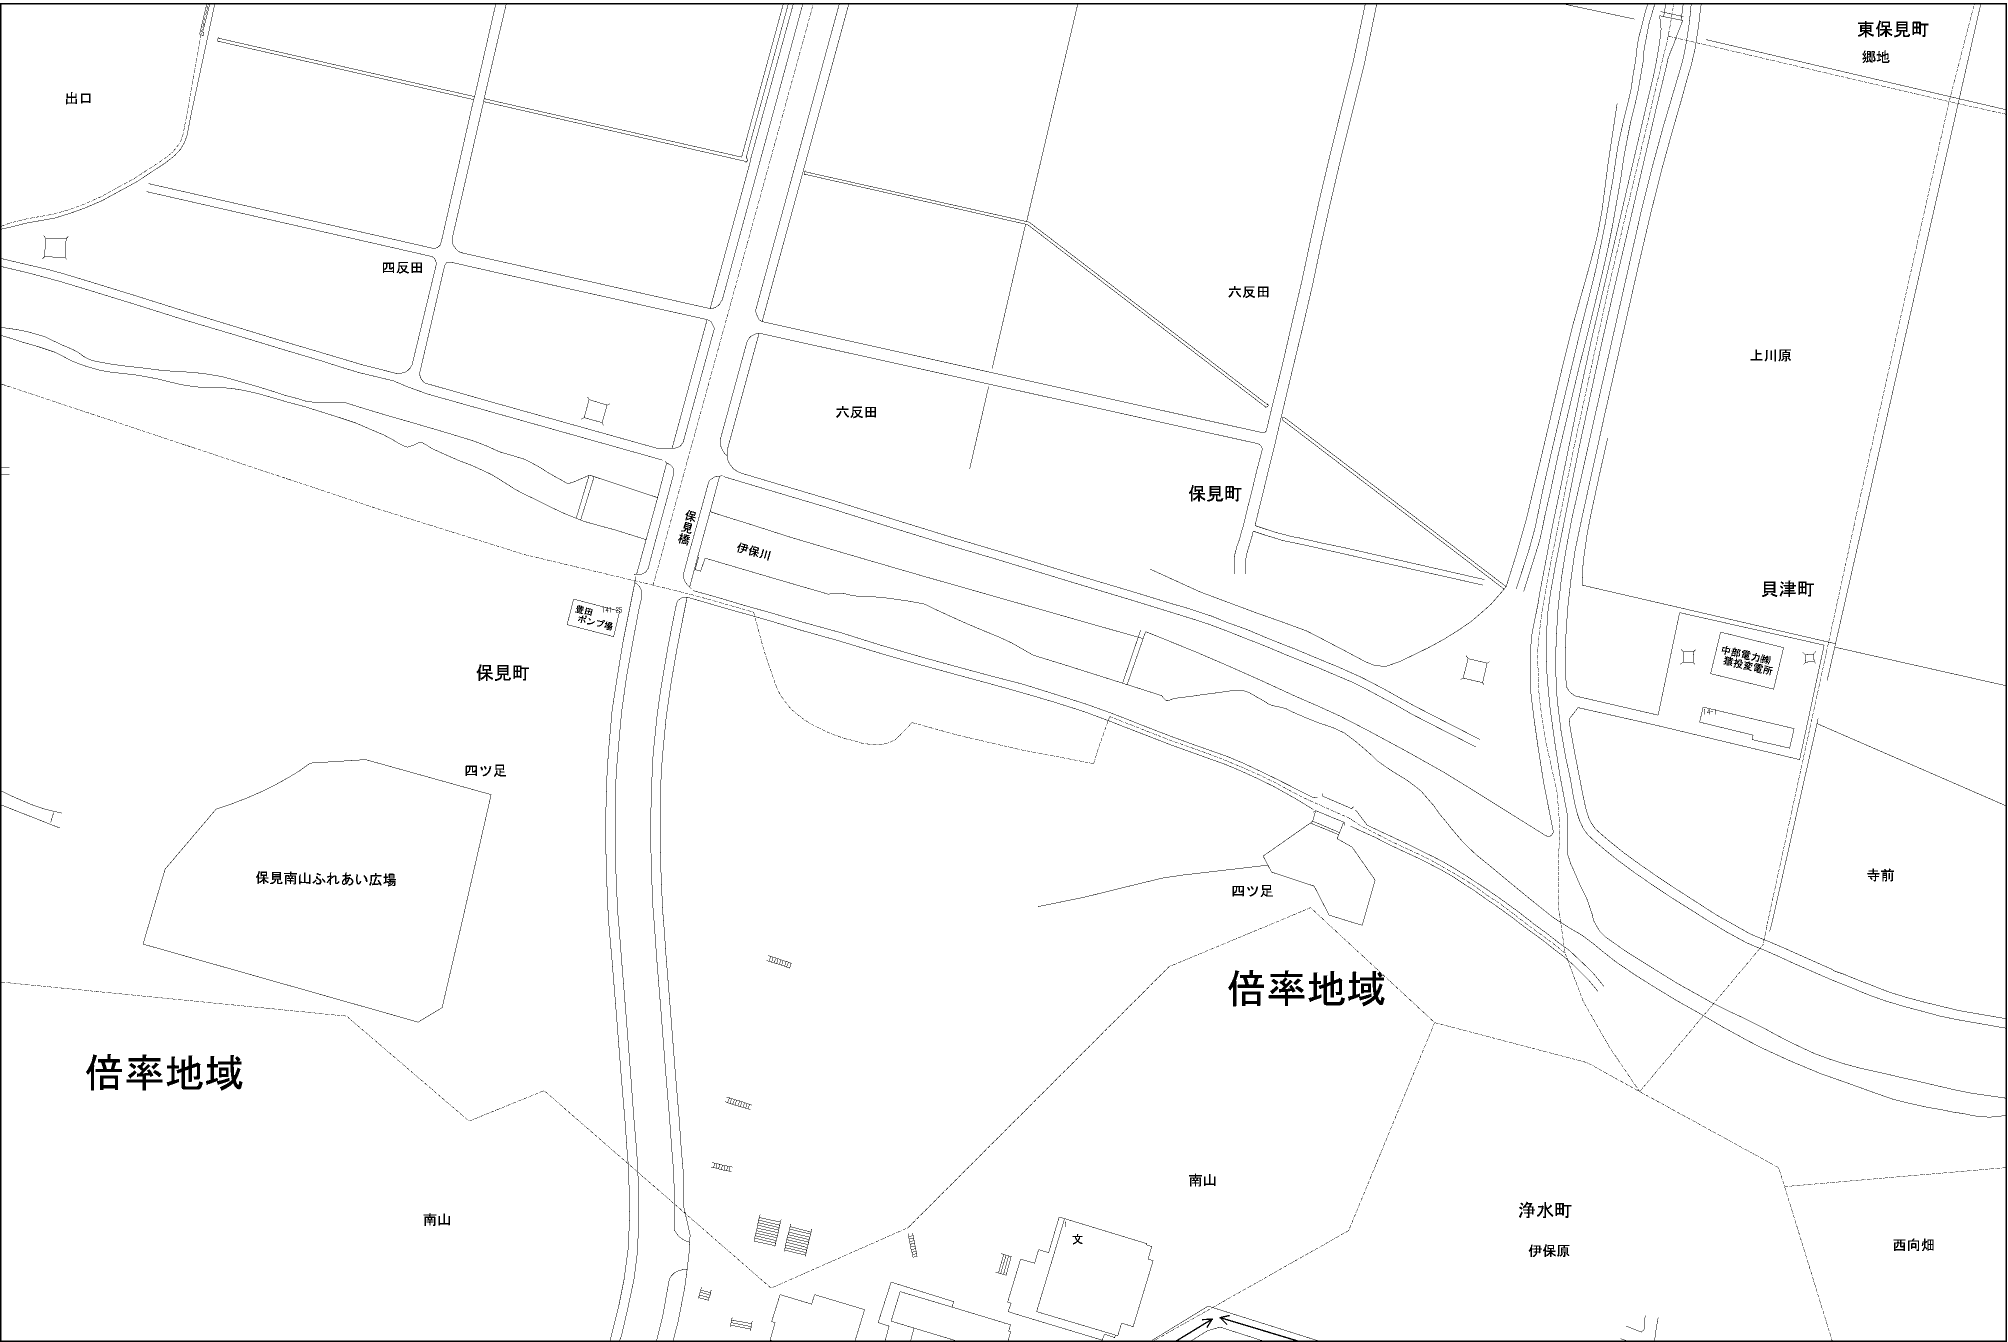 東保見町
郷地
出口
四反田
六反田
上川原
六反田
保見町
保見橋
伊保川
貝津町
豊田
ポンプ場
141-95
中部電力㈱
猿投変電所
14-1
保見町
四ツ足
保見南山ふれあい広場
四ツ足
寺前
倍率地域
倍率地域
南山
南山
文
浄水町
伊保原
西向畑